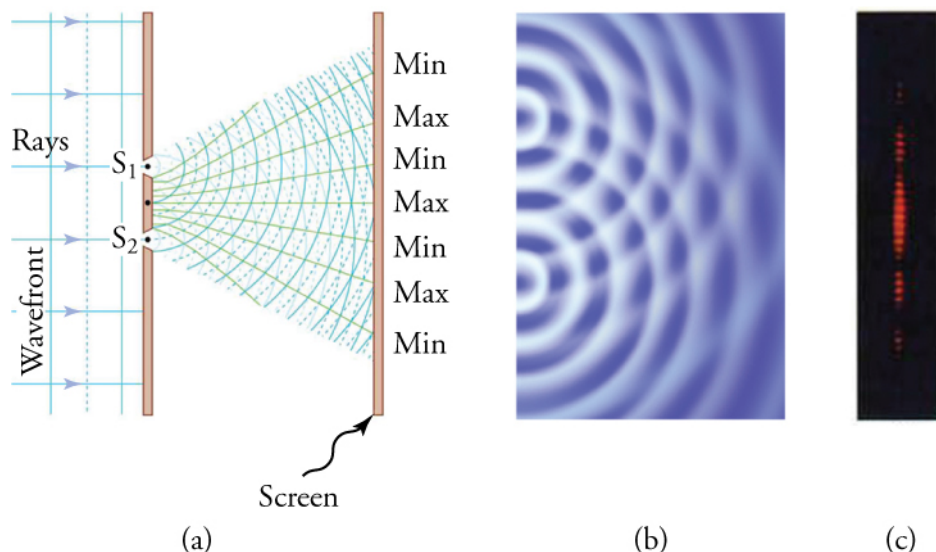 Rays
Wavefront
S1
S2
Min
Max
Min
Max
Min
Max
Min
Screen
(a)
(b)
(c)